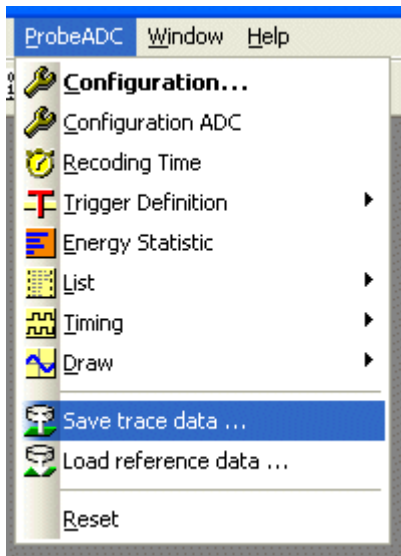 ProbeADC Window Help
Configuration...
Configuration ADC
Recoding Time
Trigger Definition
Energy Statistic
List
Timing
Draw
Save trace data ...
Load reference data ...
Reset